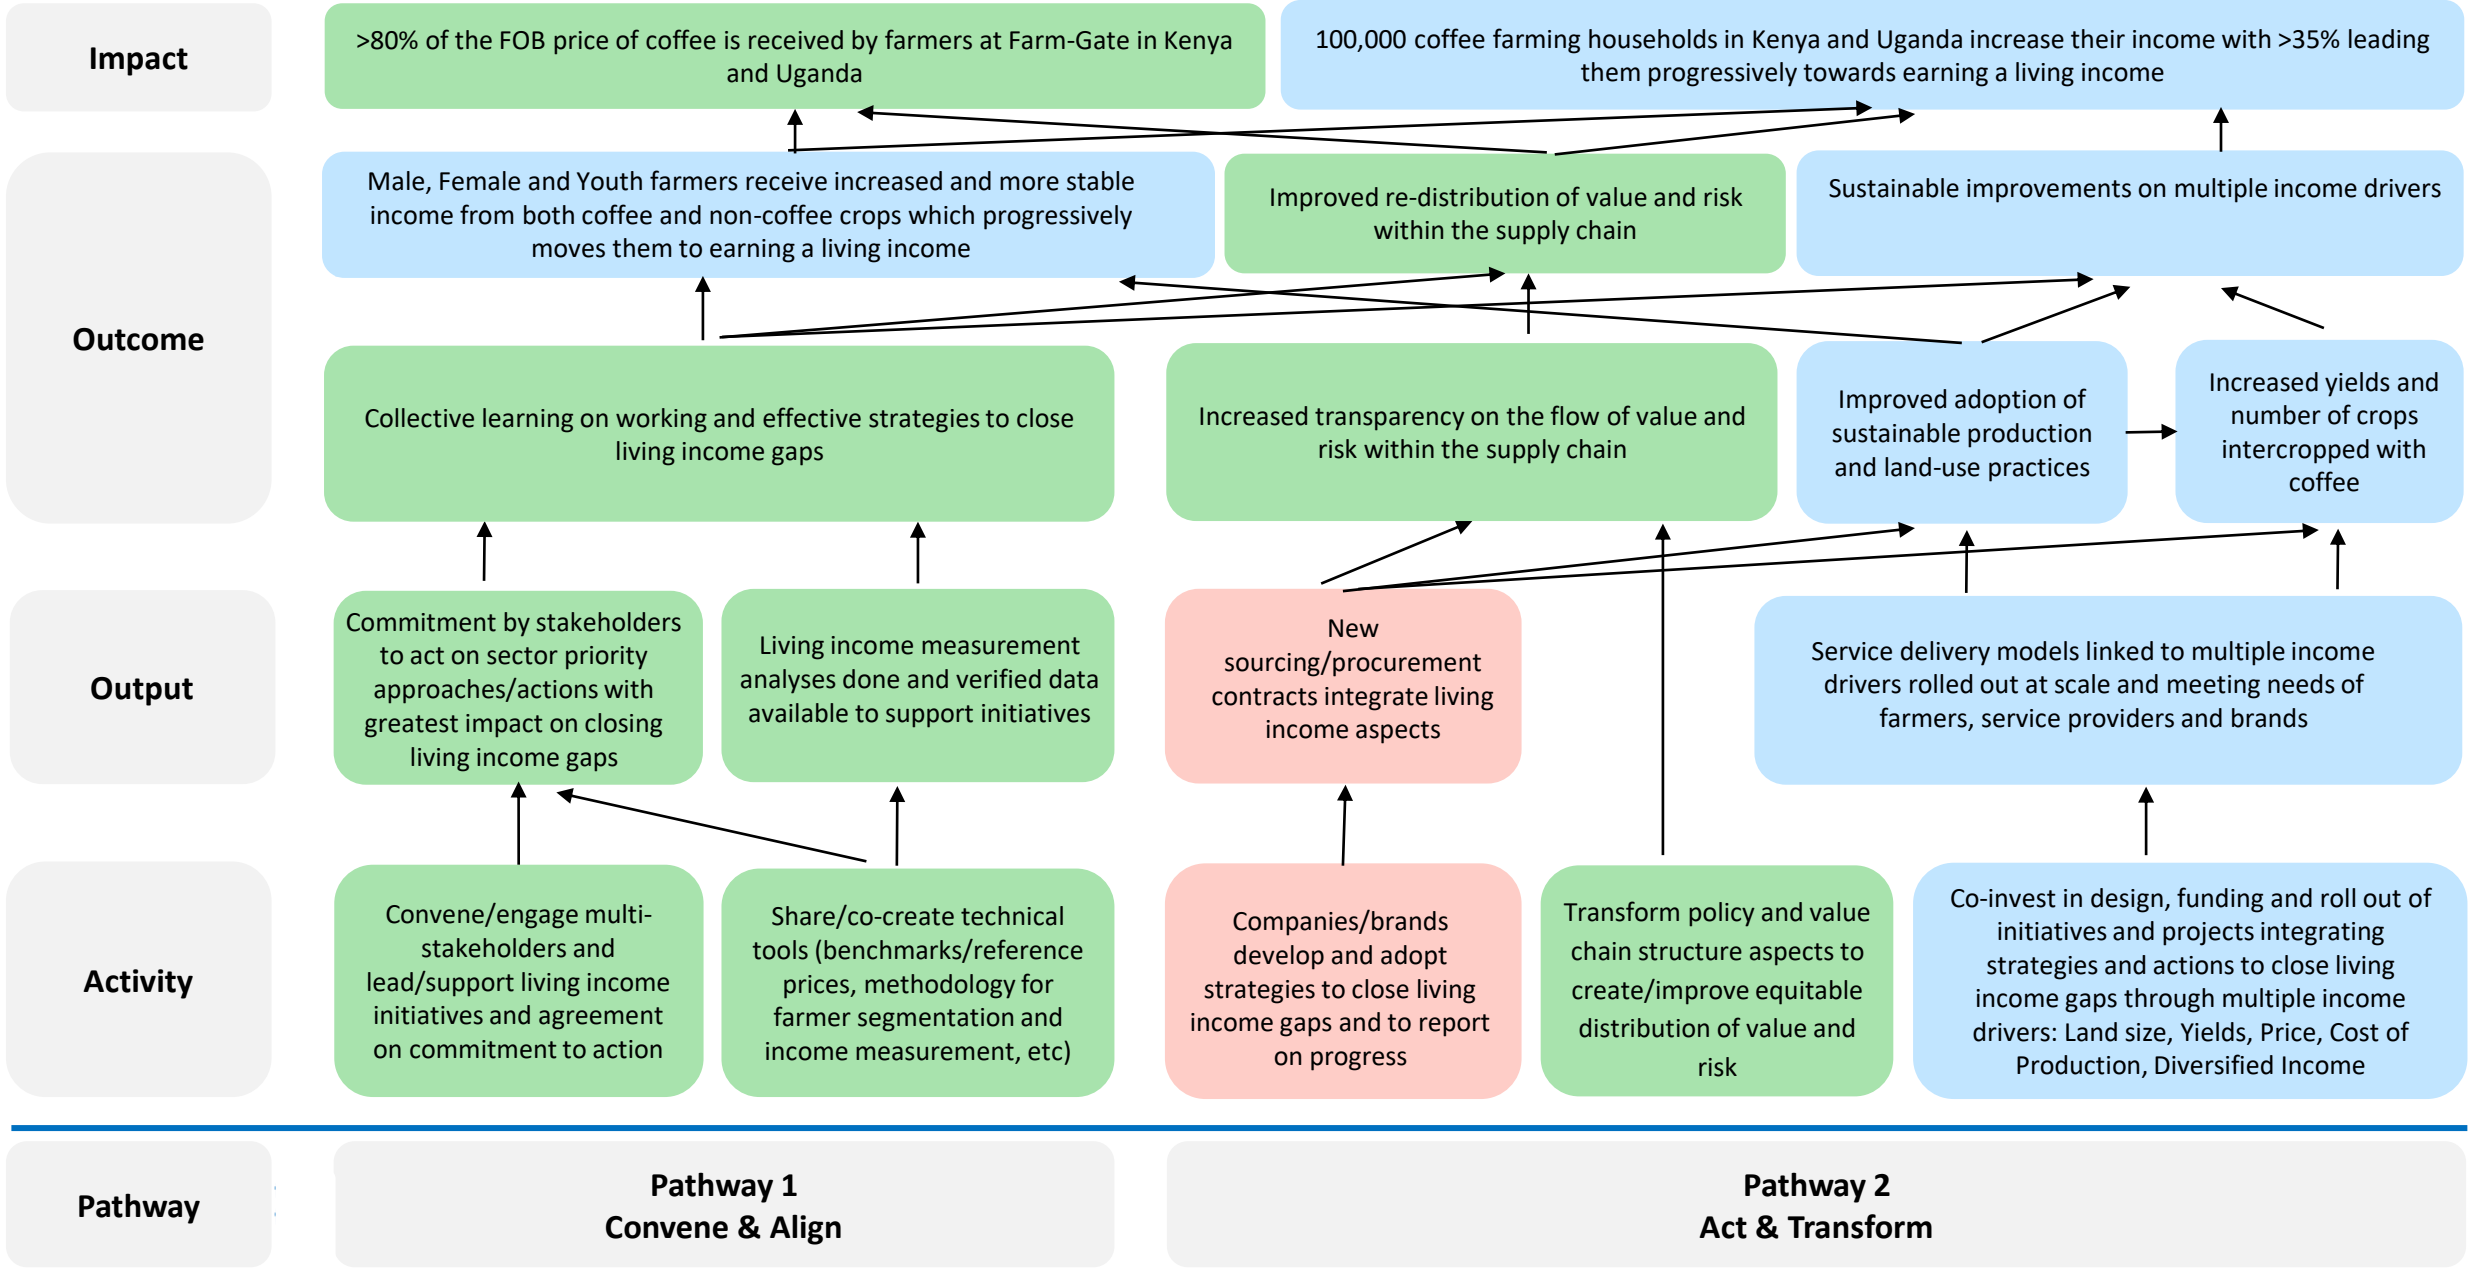 Impact
>80% of the FOB price of coffee is received by farmers at Farm-Gate in Kenya
and Uganda
100,000 coffee farming households in Kenya and Uganda increase their income with >35% leading
them progressively towards earning a living income
Outcome
Male, Female and Youth farmers receive increased and more stable
income from both coffee and non-coffee crops which progressively
moves them to earning a living income
Improved re-distribution of value and risk
within the supply chain
Sustainable improvements on multiple income drivers
Collective learning on working and effective strategies to close
living income gaps
Increased transparency on the flow of value and
risk within the supply chain
Improved adoption of
sustainable production
and land-use practices
Increased yields and
number of crops
intercropped with
coffee
Output
Commitment by stakeholders
to act on sector priority
approaches/actions with
greatest impact on closing
living income gaps
Living income measurement
analyses done and verified data
available to support initiatives
New
sourcing/procurement
contracts integrate living
income aspects
Service delivery models linked to multiple income
drivers rolled out at scale and meeting needs of
farmers, service providers and brands
Activity
Convene/engage multi-
stakeholders and
lead/support living income
initiatives and agreement
on commitment to action
Share/co-create technical
tools (benchmarks/reference
prices, methodology for
farmer segmentation and
income measurement, etc)
Companies/brands
develop and adopt
strategies to close living
income gaps and to report
on progress
Transform policy and value
chain structure aspects to
create/improve equitable
distribution of value and
risk
Co-invest in design, funding and roll out of
initiatives and projects integrating
strategies and actions to close living
income gaps through multiple income
drivers: Land size, Yields, Price, Cost of
Production, Diversified Income
Pathway
Pathway 1
Convene & Align
Pathway 2
Act & Transform